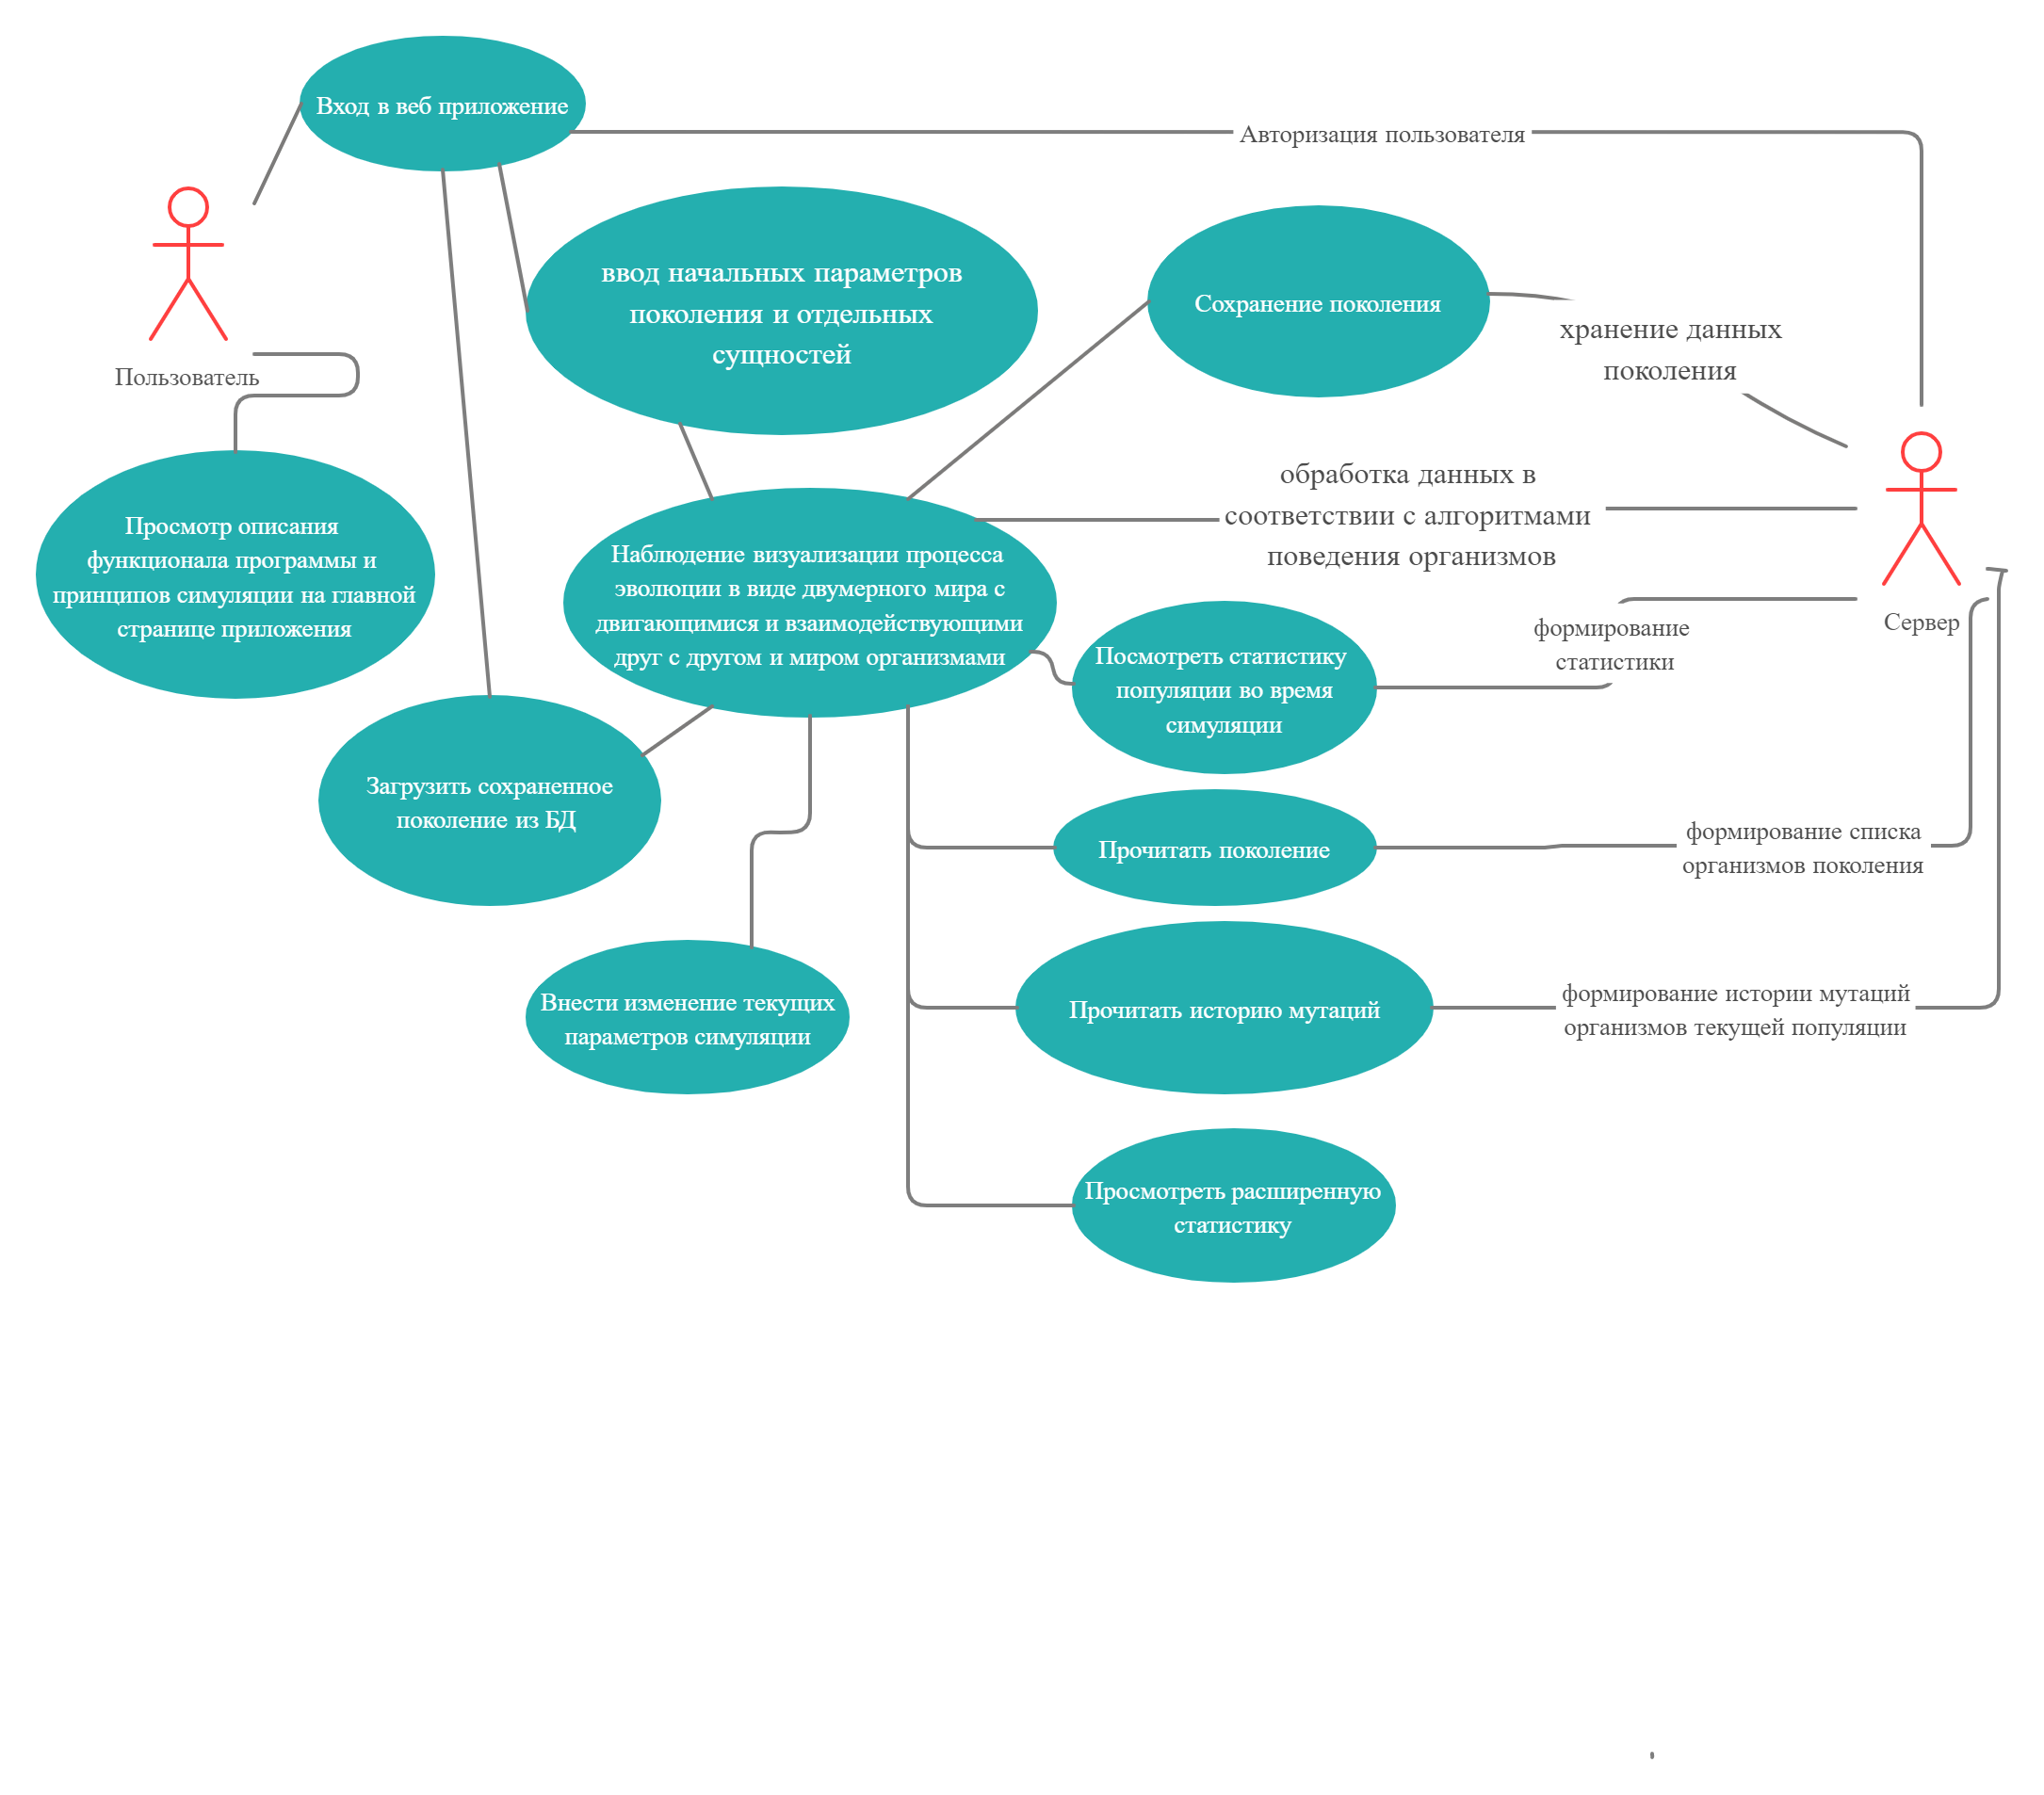 Вход в веб приложение
Авторизация пользователя
ввод начальных параметров
поколения и отдельных
сущностей
Сохранение поколения
хранение данных
поколения
Пользователь
обработка данных в
соответствии с алгоритмами
поведения организмов
Просмотр описания
функционала программы и
принципов симуляции на главной
странице приложения
Наблюдение визуализации процесса
эволюции в виде двумерного мира с
двигающимися и взаимодействующими
друг с другом и миром организмами
Сервер
формирование
статистики
Посмотреть статистику
популяции во время
симуляции
Загрузить сохраненное
поколение из БД
Прочитать поколение
формирование списка
организмов поколения
Внести изменение текущих
параметров симуляции
Прочитать историю мутаций
формирование истории мутаций
организмов текущей популяции
Просмотреть расширенную
статистику